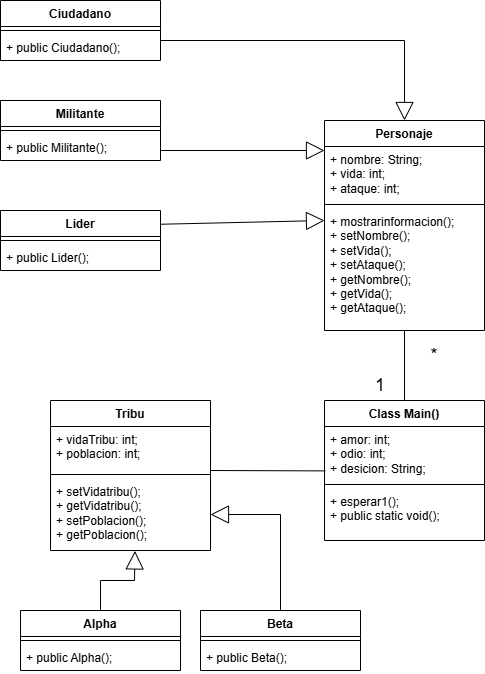 Ciudadano
+ public Ciudadano();
Militante
+ public Militante();
Lider
+ public Lider();
Personaje
+ nombre: String;
+ vida: int;
+ ataque: int;
+ mostrarinformacion();
+ setNombre();
+ setVida();
+ setAtaque();
+ getNombre();
+ getVida();
+ getAtaque();
*
1
Tribu
+ vidaTribu: int;
+ poblacion: int;
+ setVidatribu();
+ getVidatribu();
+ setPoblacion();
+ getPoblacion();
Class Main()
+ amor: int;
+ odio: int;
+ desicion: String;
+ esperar1();
+ public static void();
Alpha
+ public Alpha();
Beta
+ public Beta();